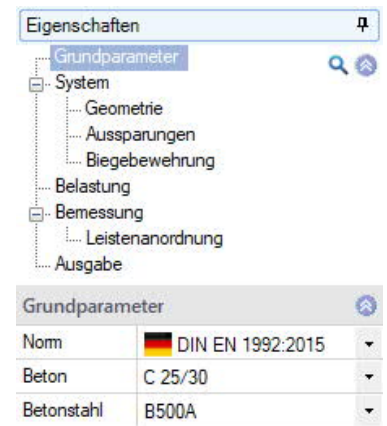 Eigenschaften
Grundparameter
System
Geometrie
Aussparungen
Biegebewehrung
Belastung
Bemessung
Leistenanordnung
Ausgabe
Grundparameter
Norm DIN EN 1992:2015
Beton C 25/30
Betonstahl B500A